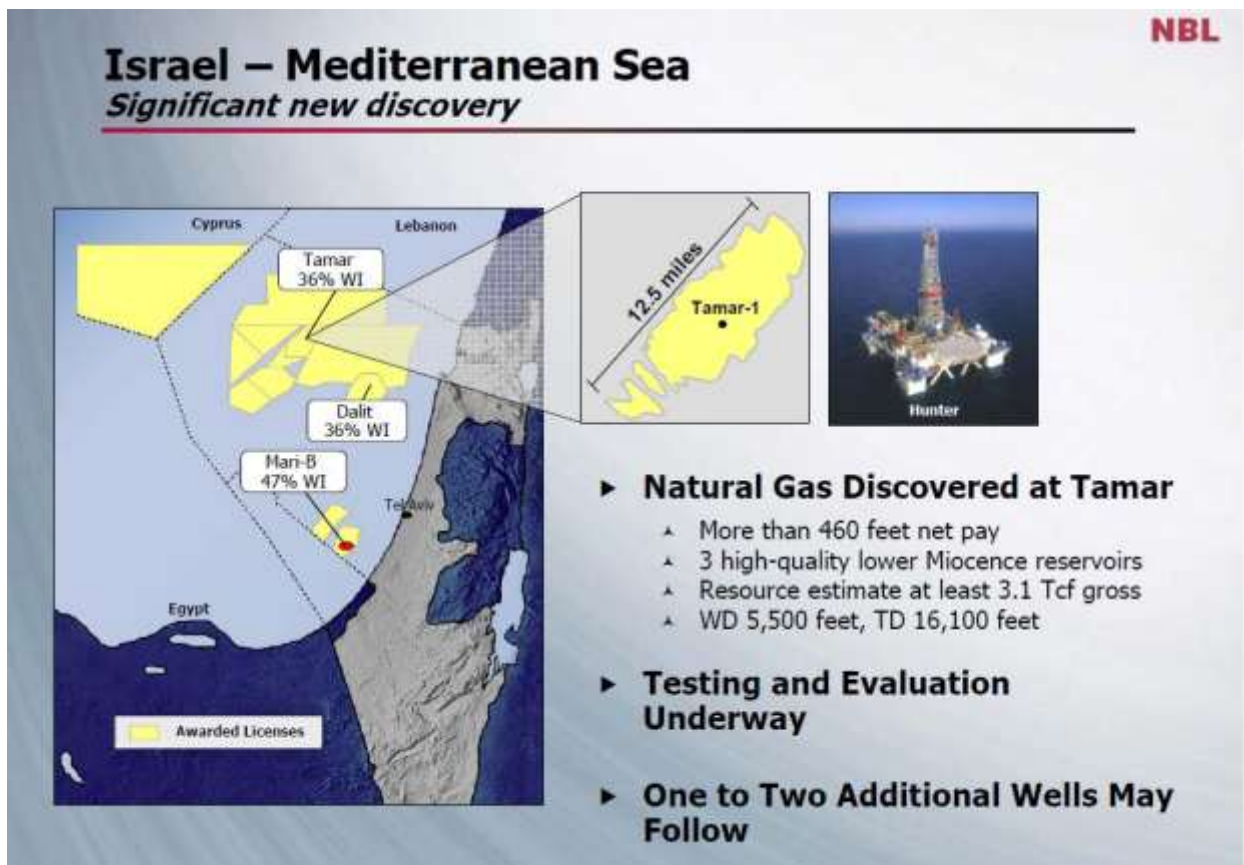 NBL
Israel – Mediterranean Sea
Significant new discovery
Cyprus
Lebanon
Tamar
36% WI
Dalit
36% WI
Mari-B
47% WI
Tel Aviv
Egypt
Awarded Licenses
12.5 miles
Tamar-1
Hunter
► Natural Gas Discovered at Tamar
More than 460 feet net pay
3 high-quality lower Miocence reservoirs
Resource estimate at least 3.1 Tcf gross
WD 5,500 feet, TD 16,100 feet
► Testing and Evaluation
Underway
► One to Two Additional Wells May
Follow